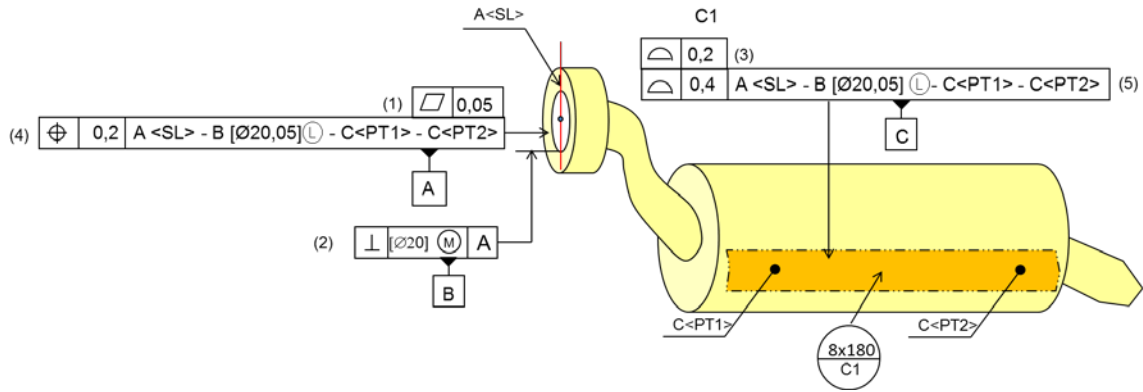 A<SL>
C1
⌓ 0,2 (3)
⌓ 0,4 A <SL> - B [Ø20,05] Ⓛ - C<PT1> - C<PT2> (5)
C
(1) ⏥ 0,05
(4) ⌖ 0,2 A <SL> - B [Ø20,05] Ⓛ - C<PT1> - C<PT2>
A
(2) ⟂ [Ø20] Ⓜ A
B
C<PT1>
C<PT2>
8x180
C1